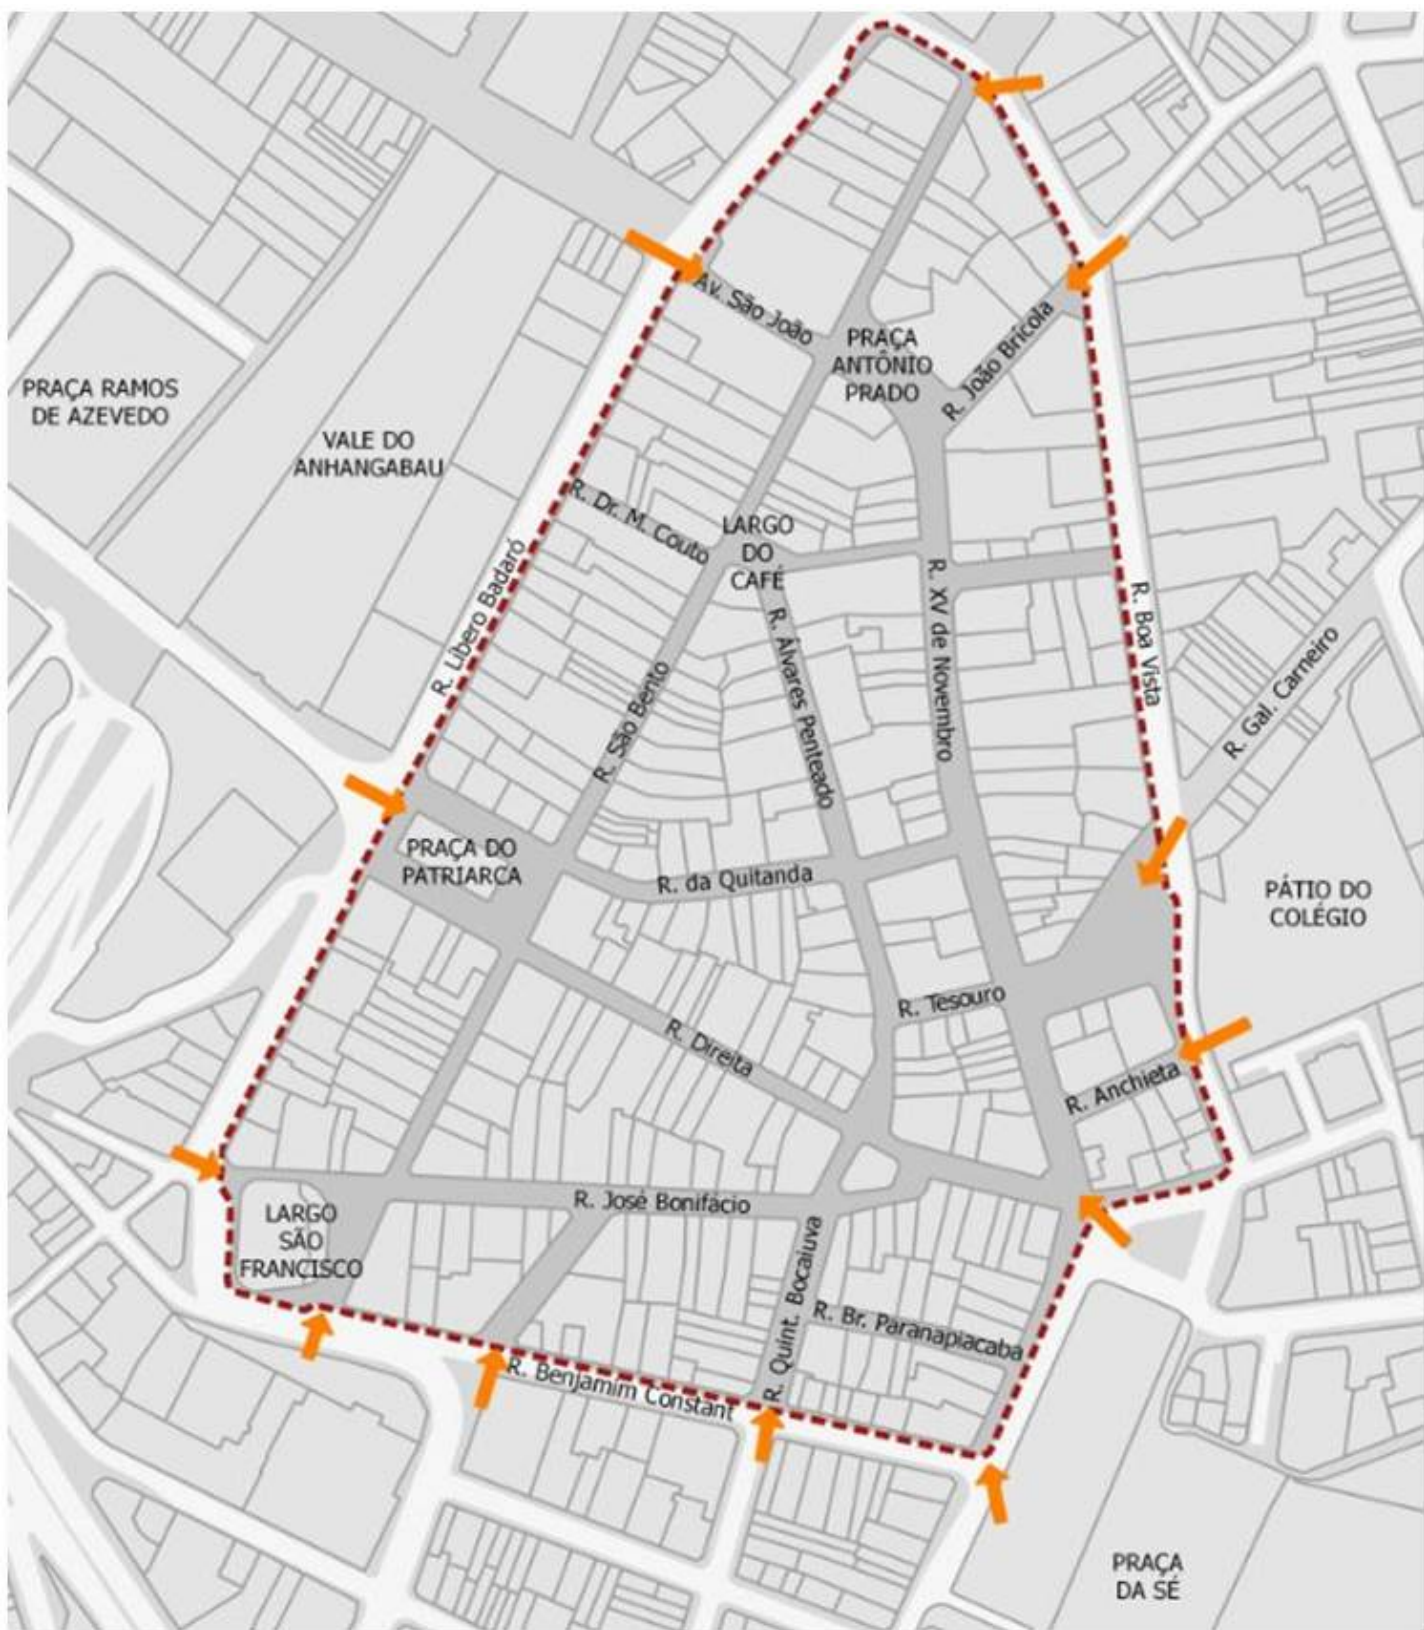 Av. São João
PRAÇA
ANTÔNIO
PRADO
R. João Brícola
PRAÇA RAMOS
DE AZEVEDO
VALE DO
ANHANGABAU
R. Dr. M. Couto
LARGO
DO
CAFÉ
R. Líbero Badaró
R. São Bento
R. Álvares Penteado
R. XV de Novembro
R. Boa Vista
R. Gal. Carneiro
PRAÇA DO
PATRIARCA
R. da Quitanda
PÁTIO DO
COLÉGIO
R. Tesouro
R. Direita
R. Anchieta
R. José Bonifácio
LARGO
SÃO
FRANCISCO
R. Quint. Bocaiuva
R. Br. Paranapiacaba
R. Benjamim Constant
PRAÇA
DA SÉ